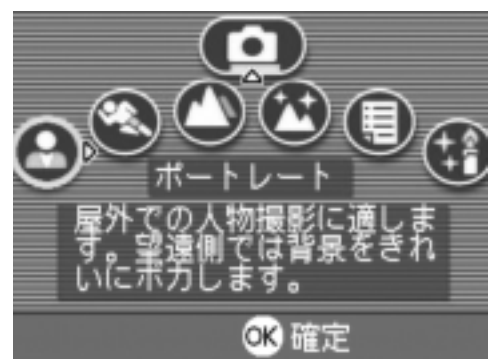 ポートレート
屋外での人物撮影に適しま
す。望遠側では背景をきれ
いにボカします。
OK 確定